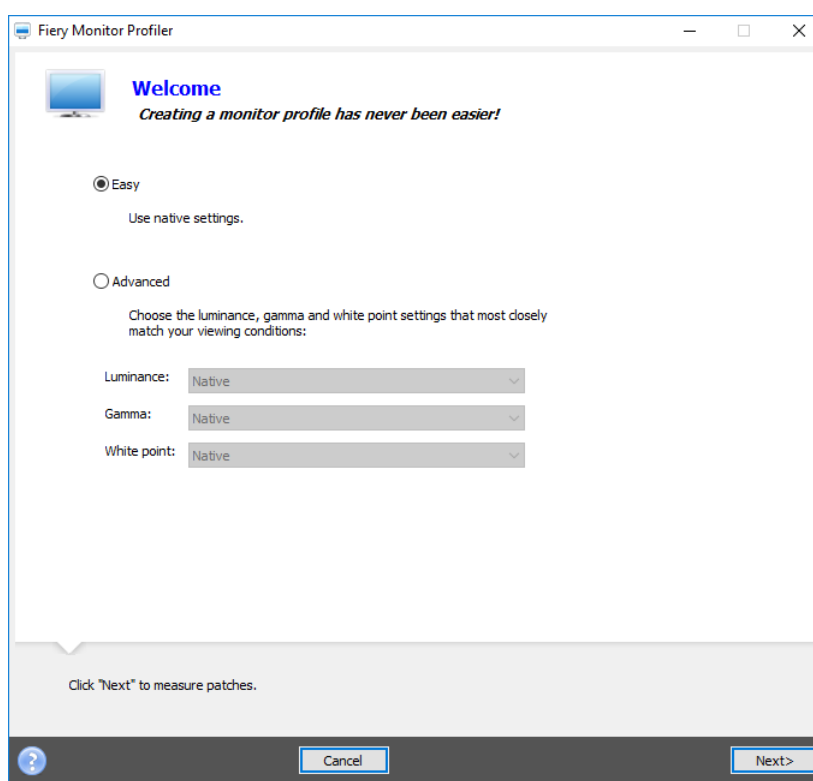 Fiery Monitor Profiler
Welcome
Creating a monitor profile has never been easier!
Easy
Use native settings.
Advanced
Choose the luminance, gamma and white point settings that most closely
match your viewing conditions:
Luminance: Native
Gamma: Native
White point: Native
Click "Next" to measure patches.
? Cancel Next>